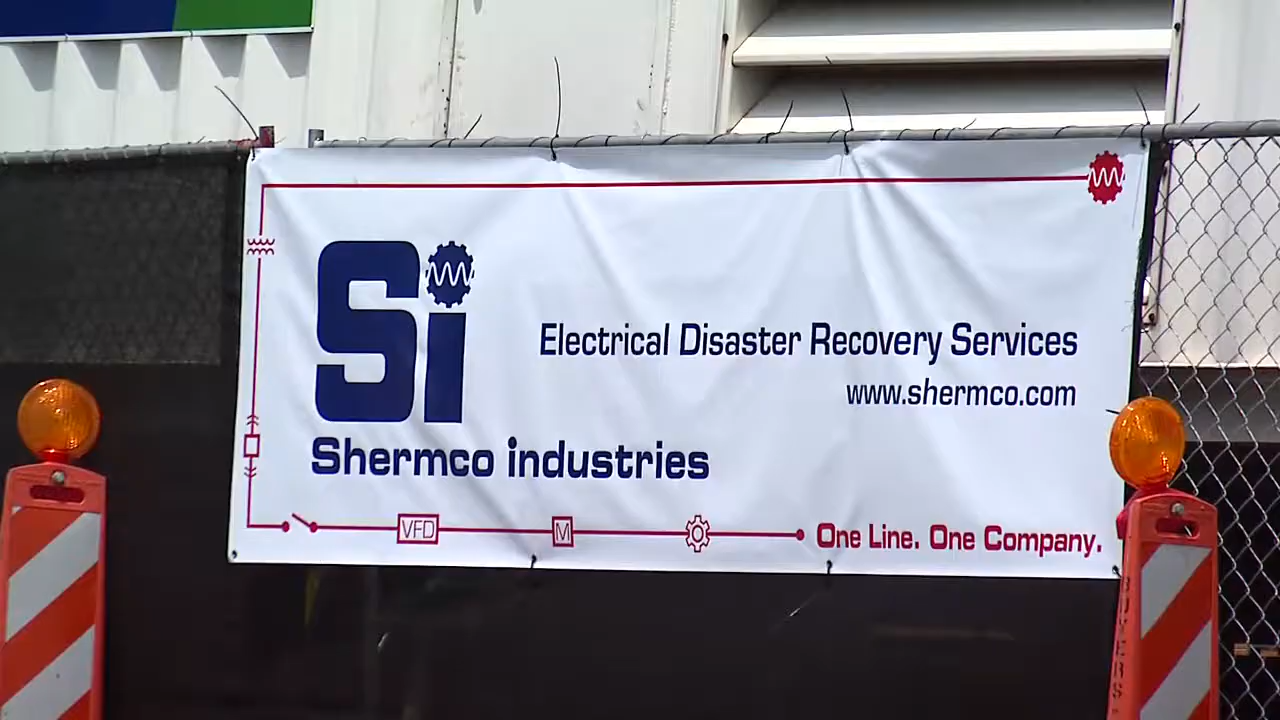 Si
Electrical Disaster Recovery Services
www.shermco.com
Shermco industries
VFD
M
One Line. One Company.